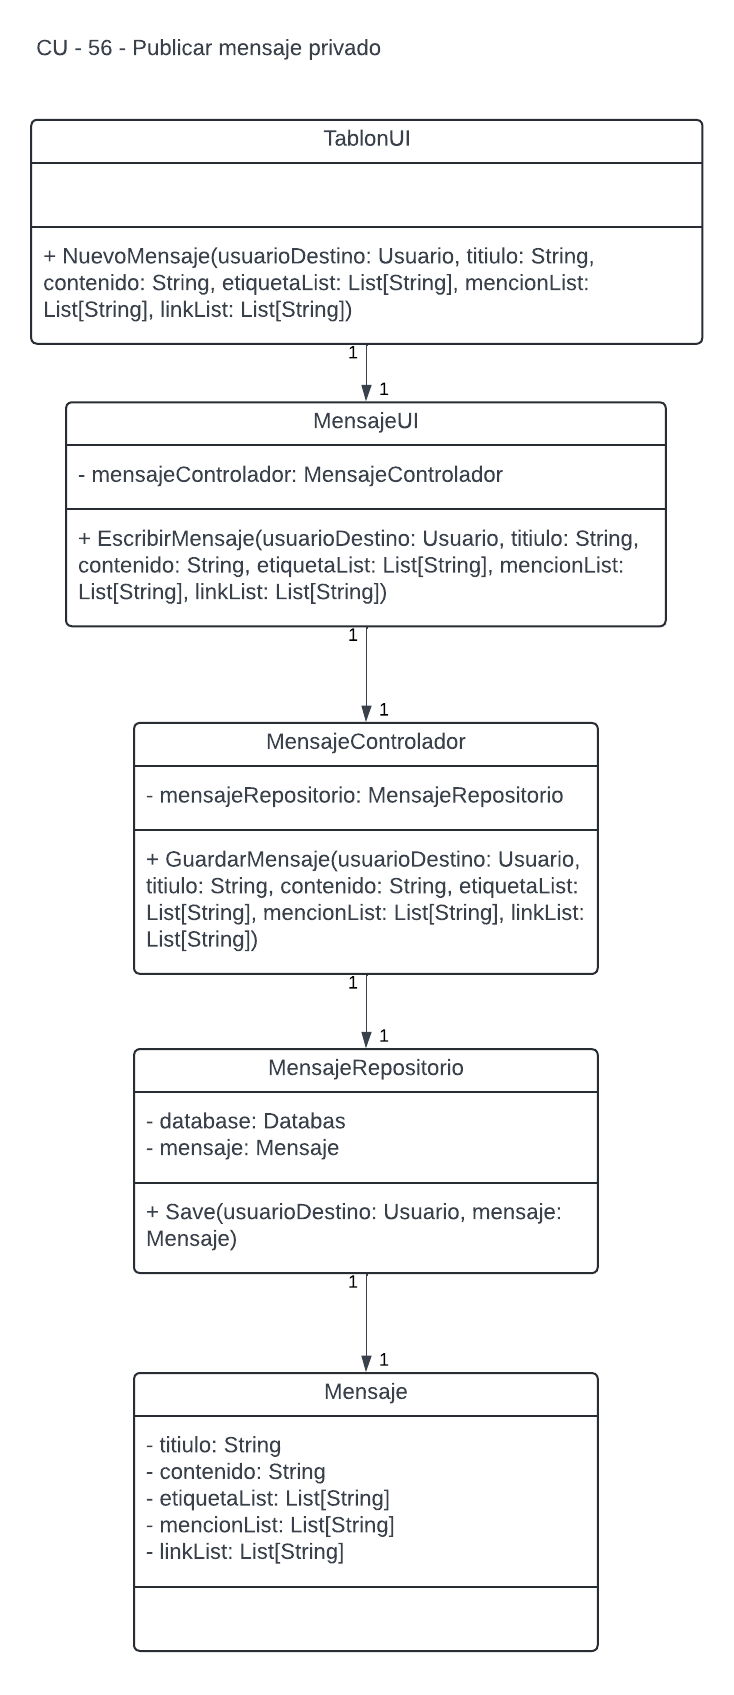 CU - 56 - Publicar mensaje privado
TablonUI
+ NuevoMensaje(usuarioDestino: Usuario, titiulo: String,
contenido: String, etiquetaList: List[String], mencionList:
List[String], linkList: List[String])
1
1
MensajeUI
- mensajeControlador: MensajeControlador
+ EscribirMensaje(usuarioDestino: Usuario, titiulo: String,
contenido: String, etiquetaList: List[String], mencionList:
List[String], linkList: List[String])
1
1
MensajeControlador
- mensajeRepositorio: MensajeRepositorio
+ GuardarMensaje(usuarioDestino: Usuario,
titiulo: String, contenido: String, etiquetaList:
List[String], mencionList: List[String], linkList:
List[String])
1
1
MensajeRepositorio
- database: Databas
- mensaje: Mensaje
+ Save(usuarioDestino: Usuario, mensaje:
Mensaje)
1
1
Mensaje
- titiulo: String
- contenido: String
- etiquetaList: List[String]
- mencionList: List[String]
- linkList: List[String]